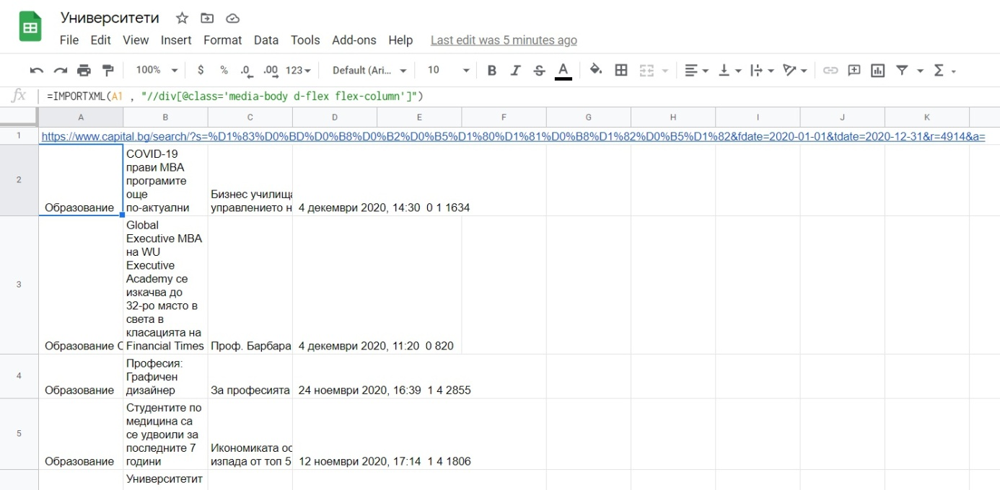 Университети
File Edit View Insert Format Data Tools Add-ons Help Last edit was 5 minutes ago
100% $ % .0 .00 123 Default (Ari... 10 B I S A
fx =IMPORTXML(A1 , "//div[@class='media-body d-flex flex-column']")
A B C D E F G H I J K
1 https://www.capital.bg/search/?s=%D1%83%D0%BD%D0%B8%D0%B2%D0%B5%D1%80%D1%81%D0%B8%D1%82%D0%B5%D1%82&fdate=2020-01-01&tdate=2020-12-31&r=4914&a=
COVID-19
прави MBA
програмите
още
по-актуални
2
Образование
Бизнес училища
управлението н
4 декември 2020, 14:30 0 1 1634
Global
Executive MBA
на WU
Executive
Academy се
изкачва до
32-ро място в
света в
класацията на
Financial Times
3
Образование С
Проф. Барбара
4 декември 2020, 11:20 0 820
Професия:
Графичен
дизайнер
4
Образование
За професията
24 ноември 2020, 16:39 1 4 2855
Студентите по
медицина са
се удвоили за
последните 7
години
5
Образование
Икономиката ос
изпада от топ 5
12 ноември 2020, 17:14 1 4 1806
Университетит